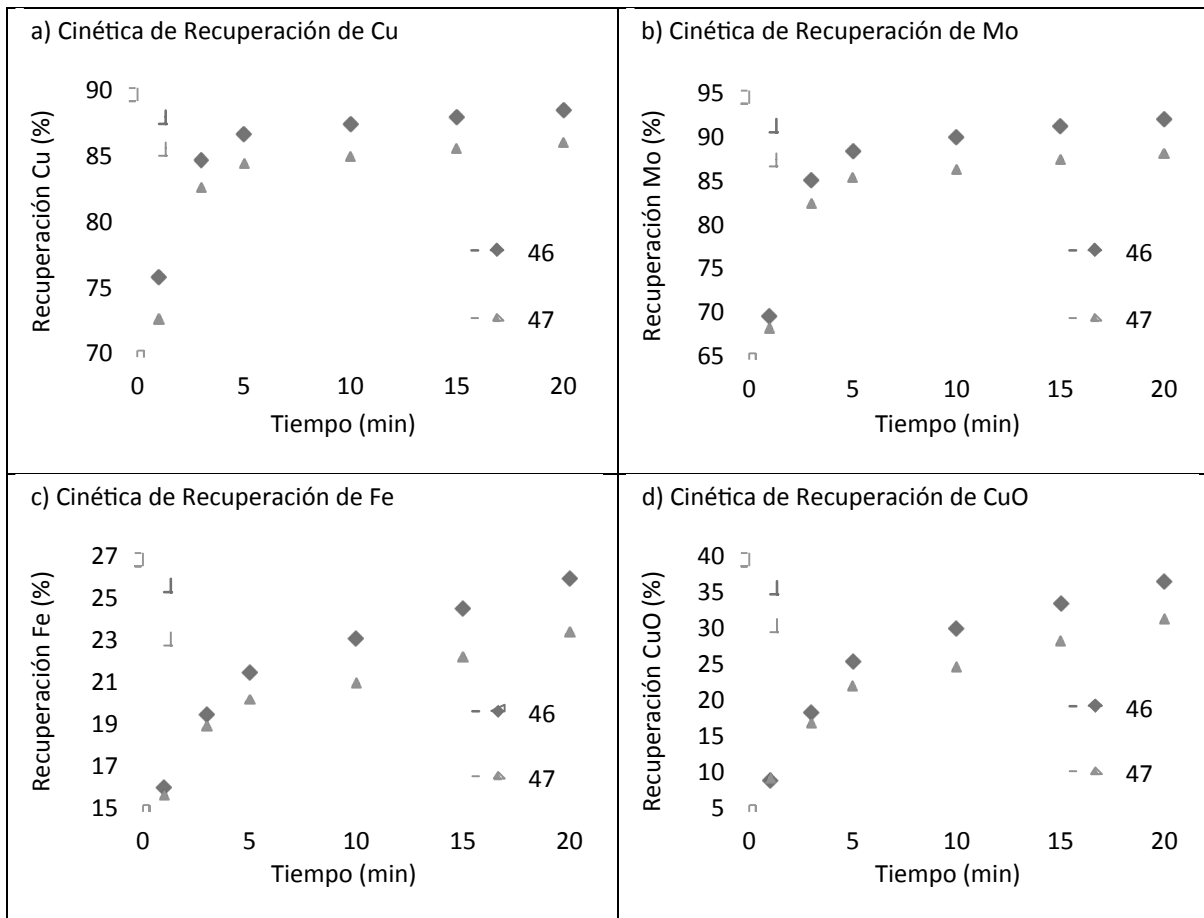 a) Cinética de Recuperación de Cu
90
85
80
75
70
Recuperación Cu (%)
46
47
0 5 10 15 20
Tiempo (min)
b) Cinética de Recuperación de Mo
95
90
85
80
75
70
65
Recuperación Mo (%)
46
47
0 5 10 15 20
Tiempo (min)
c) Cinética de Recuperación de Fe
27
25
23
21
19
17
15
Recuperación Fe (%)
46
47
0 5 10 15 20
Tiempo (min)
d) Cinética de Recuperación de CuO
40
35
30
25
20
15
10
5
Recuperación CuO (%)
46
47
0 5 10 15 20
Tiempo (min)